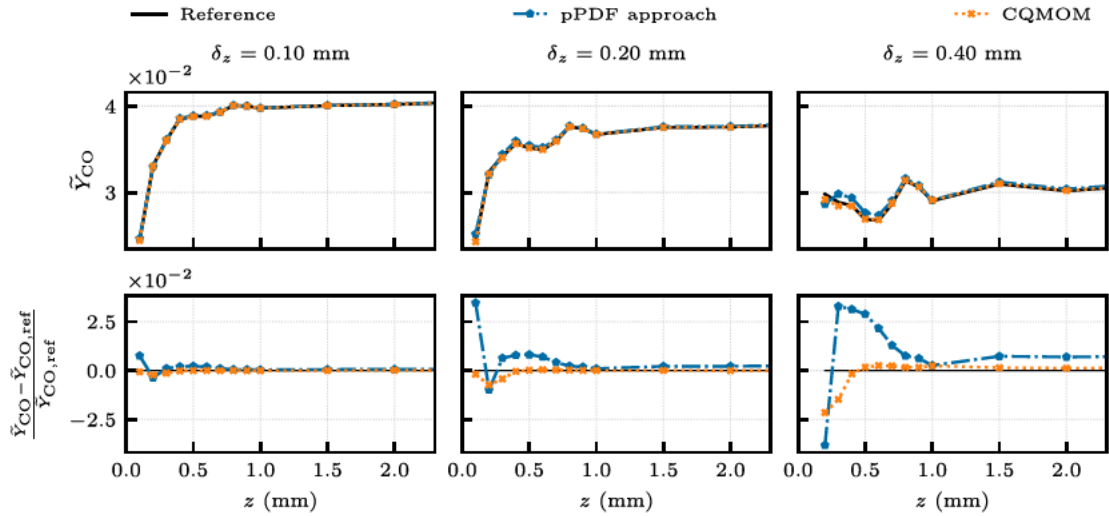 Reference pPDF approach CQMOM
δ_z = 0.10 mm δ_z = 0.20 mm δ_z = 0.40 mm
×10⁻²
4
3
Ỹ_CO
×10⁻²
2.5
0.0
−2.5
(Ỹ_CO − Ỹ_CO,ref) / Ỹ_CO,ref
0.0 0.5 1.0 1.5 2.0 0.0 0.5 1.0 1.5 2.0 0.0 0.5 1.0 1.5 2.0
z (mm) z (mm) z (mm)